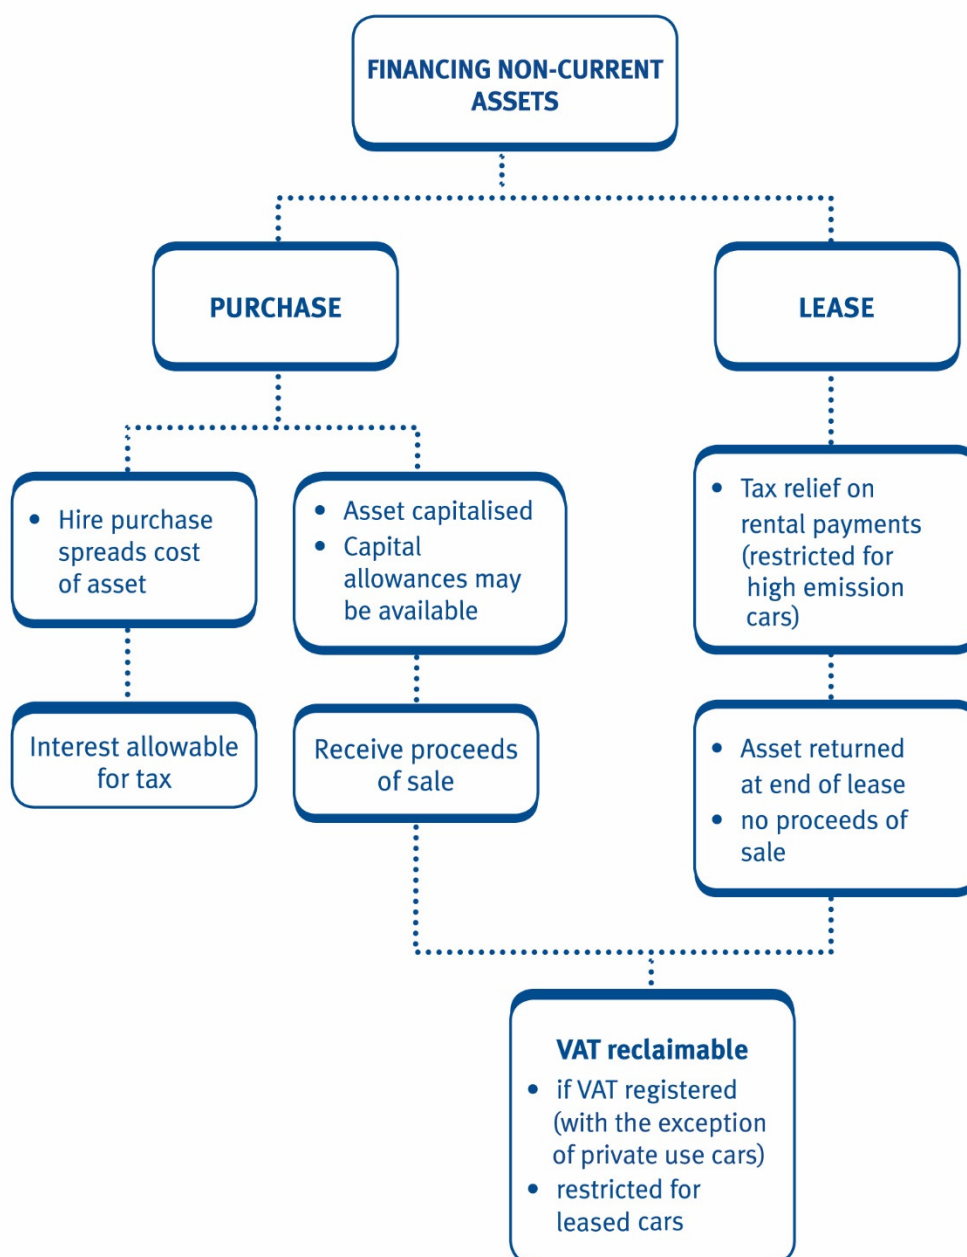 FINANCING NON-CURRENT
ASSETS
PURCHASE
LEASE
• Hire purchase
spreads cost
of asset
• Asset capitalised
• Capital
allowances may
be available
• Tax relief on
rental payments
(restricted for
high emission
cars)
Interest allowable
for tax
Receive proceeds
of sale
• Asset returned
at end of lease
• no proceeds of
sale
VAT reclaimable
• if VAT registered
(with the exception
of private use cars)
• restricted for
leased cars